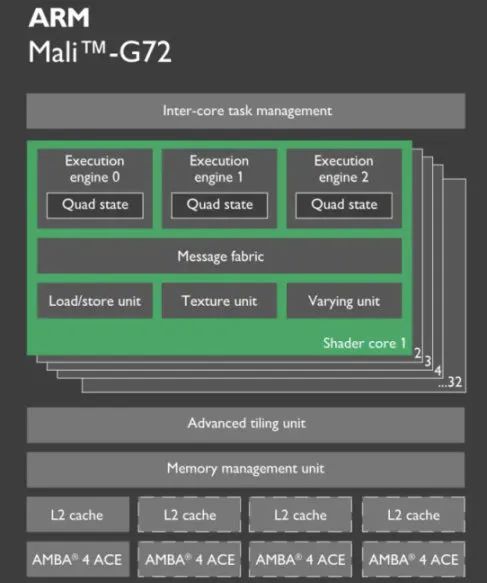 ARM
Mali™-G72
Inter-core task management
Execution engine 0
Execution engine 1
Execution engine 2
Quad state
Quad state
Quad state
Message fabric
Load/store unit
Texture unit
Varying unit
Shader core 1
2
3
4
...32
Advanced tiling unit
Memory management unit
L2 cache
L2 cache
L2 cache
L2 cache
AMBA® 4 ACE
AMBA® 4 ACE
AMBA® 4 ACE
AMBA® 4 ACE